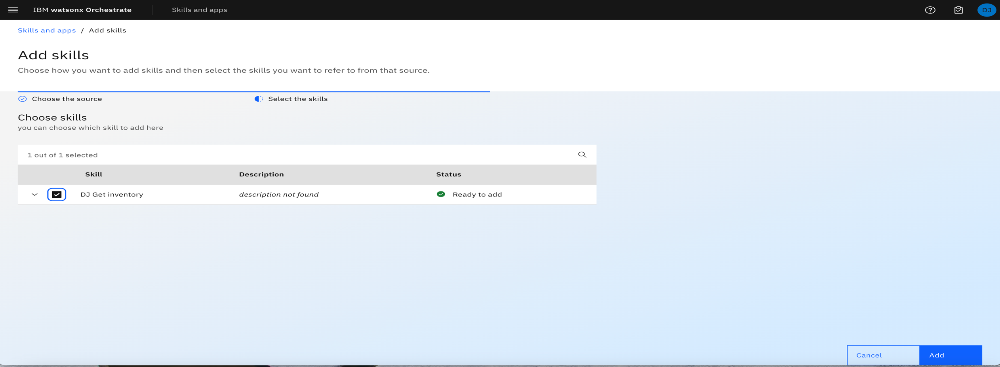 IBM watsonx Orchestrate
Skills and apps
DJ
Skills and apps / Add skills
Add skills
Choose how you want to add skills and then select the skills you want to refer to from that source.
Choose the source
Select the skills
Choose skills
you can choose which skill to add here
1 out of 1 selected
Skill Description Status
DJ Get inventory description not found Ready to add
Cancel Add